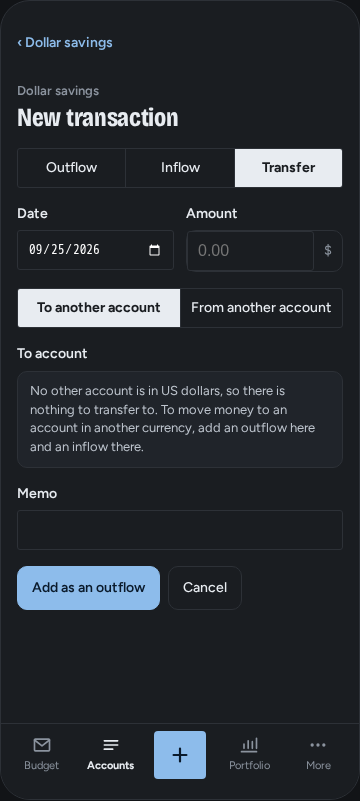 ‹ Dollar savings
Dollar savings
New transaction
Outflow Inflow Transfer
Date Amount
09/25/2026 0.00 $
To another account From another account
To account
No other account is in US dollars, so there is
nothing to transfer to. To move money to an
account in another currency, add an outflow here
and an inflow there.
Memo
Add as an outflow Cancel
Budget Accounts + Portfolio More